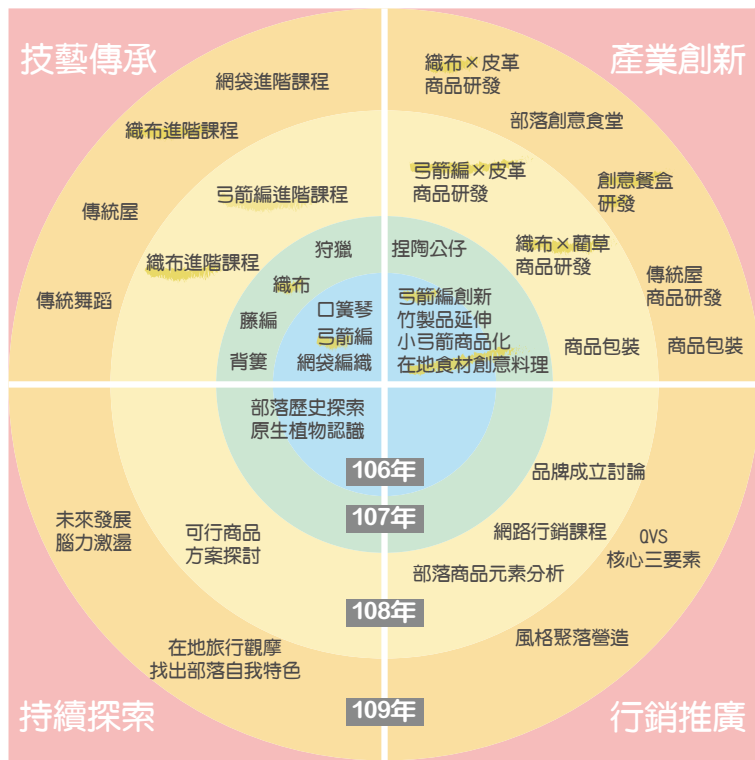 技藝傳承
網袋進階課程
織布進階課程
弓箭編進階課程
傳統屋
織布進階課程
傳統舞蹈
狩獵
織布
藤編
背簍
口簧琴
弓箭編
網袋編織
產業創新
織布×皮革
商品研發
部落創意食堂
弓箭編×皮革
商品研發
創意餐盒
研發
織布×藺草
商品研發
傳統屋
商品研發
捏陶公仔
弓箭編創新
竹製品延伸
小弓箭商品化
在地食材創意料理
商品包裝
商品包裝
部落歷史探索
原生植物認識
未來發展
腦力激盪
可行商品
方案探討
在地旅行觀摩
找出部落自我特色
持續探索
106年
107年
108年
109年
品牌成立討論
網路行銷課程
QVS
核心三要素
部落商品元素分析
風格聚落營造
行銷推廣